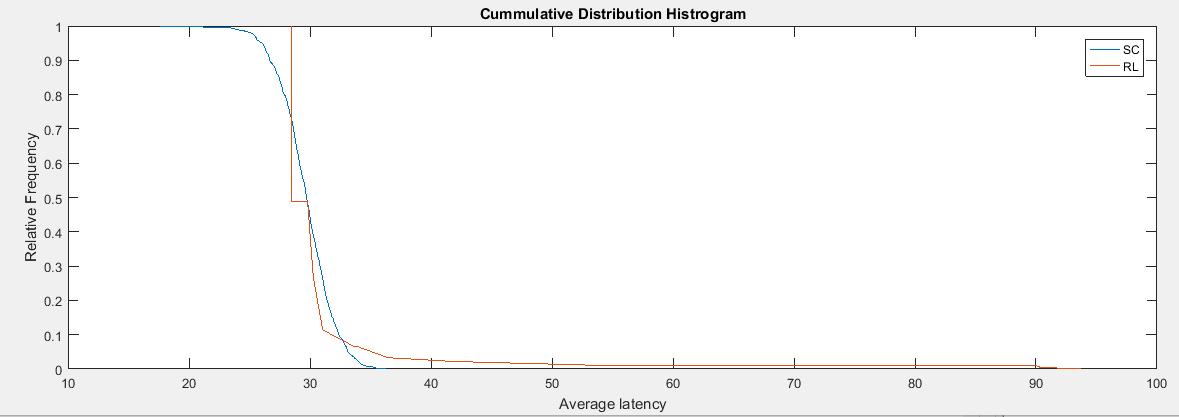 Cummulative Distribution Histrogram
1
0.9
0.8
0.7
0.6
0.5
0.4
0.3
0.2
0.1
0
Relative Frequency
SC
RL
10 20 30 40 50 60 70 80 90 100
Average latency